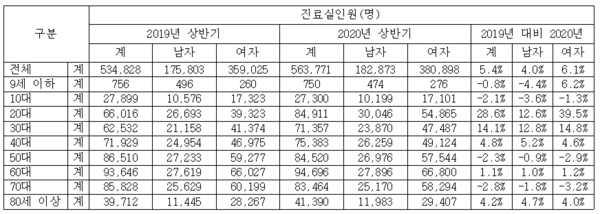 구분 진료실인원(명)
2019년 상반기 2020년 상반기 2019년 대비 2020년
계 남자 여자 계 남자 여자 계 남자 여자
전체 계 534,828 175,803 359,025 563,771 182,873 380,898 5.4% 4.0% 6.1%
9세 이하 계 756 496 260 750 474 276 -0.8% -4.4% 6.2%
10대 계 27,899 10,576 17,323 27,300 10,199 17,101 -2.1% -3.6% -1.3%
20대 계 66,016 26,693 39,323 84,911 30,046 54,865 28.6% 12.6% 39.5%
30대 계 62,532 21,158 41,374 71,357 23,870 47,487 14.1% 12.8% 14.8%
40대 계 71,929 24,954 46,975 75,383 26,259 49,124 4.8% 5.2% 4.6%
50대 계 86,510 27,233 59,277 84,520 26,976 57,544 -2.3% -0.9% -2.9%
60대 계 93,646 27,619 66,027 94,696 27,896 66,800 1.1% 1.0% 1.2%
70대 계 85,828 25,629 60,199 83,464 25,170 58,294 -2.8% -1.8% -3.2%
80세 이상 계 39,712 11,445 28,267 41,390 11,983 29,407 4.2% 4.7% 4.0%